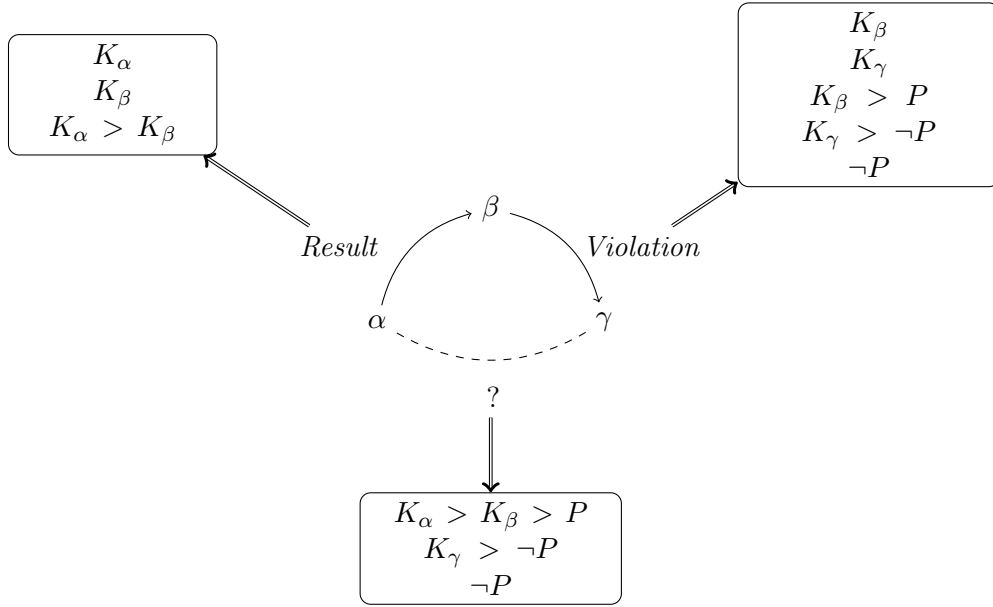 K_α
K_β
K_α > K_β
K_β
K_γ
K_β > P
K_γ > ¬P
¬P
β
Result
Violation
α
γ
?
K_α > K_β > P
K_γ > ¬P
¬P